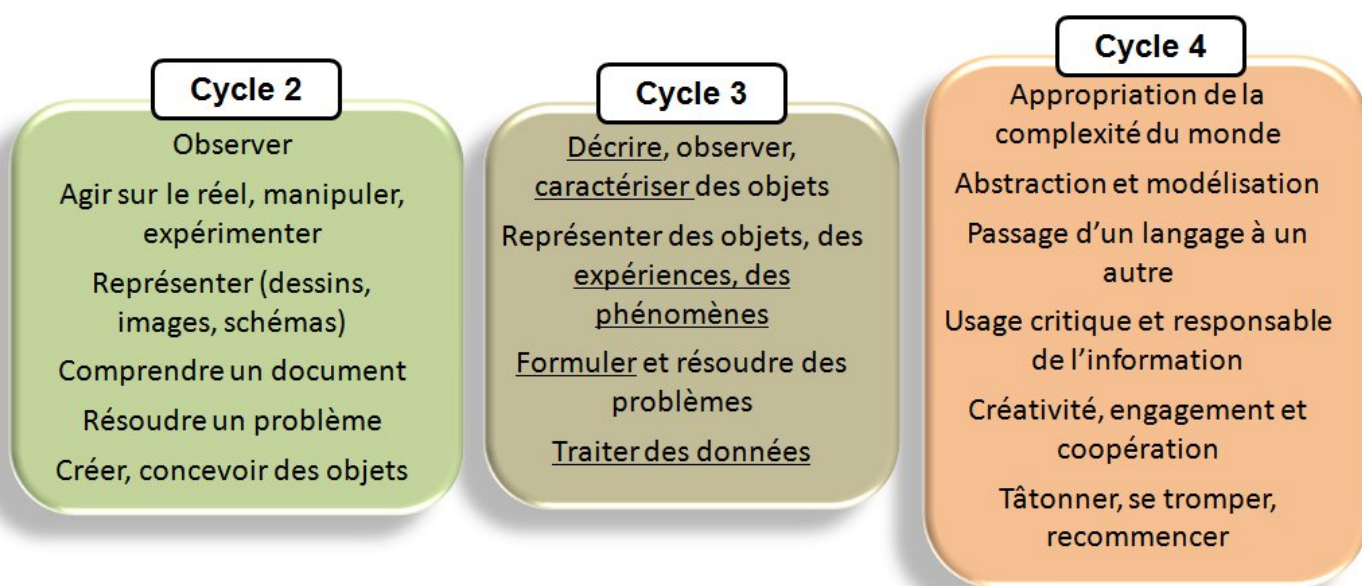 Cycle 2
Observer
Agir sur le réel, manipuler,
expérimenter
Représenter (dessins,
images, schémas)
Comprendre un document
Résoudre un problème
Créer, concevoir des objets
Cycle 3
Décrire, observer,
caractériser des objets
Représenter des objets, des
expériences, des
phénomènes
Formuler et résoudre des
problèmes
Traiter des données
Cycle 4
Appropriation de la
complexité du monde
Abstraction et modélisation
Passage d'un langage à un
autre
Usage critique et responsable
de l'information
Créativité, engagement et
coopération
Tâtonner, se tromper,
recommencer